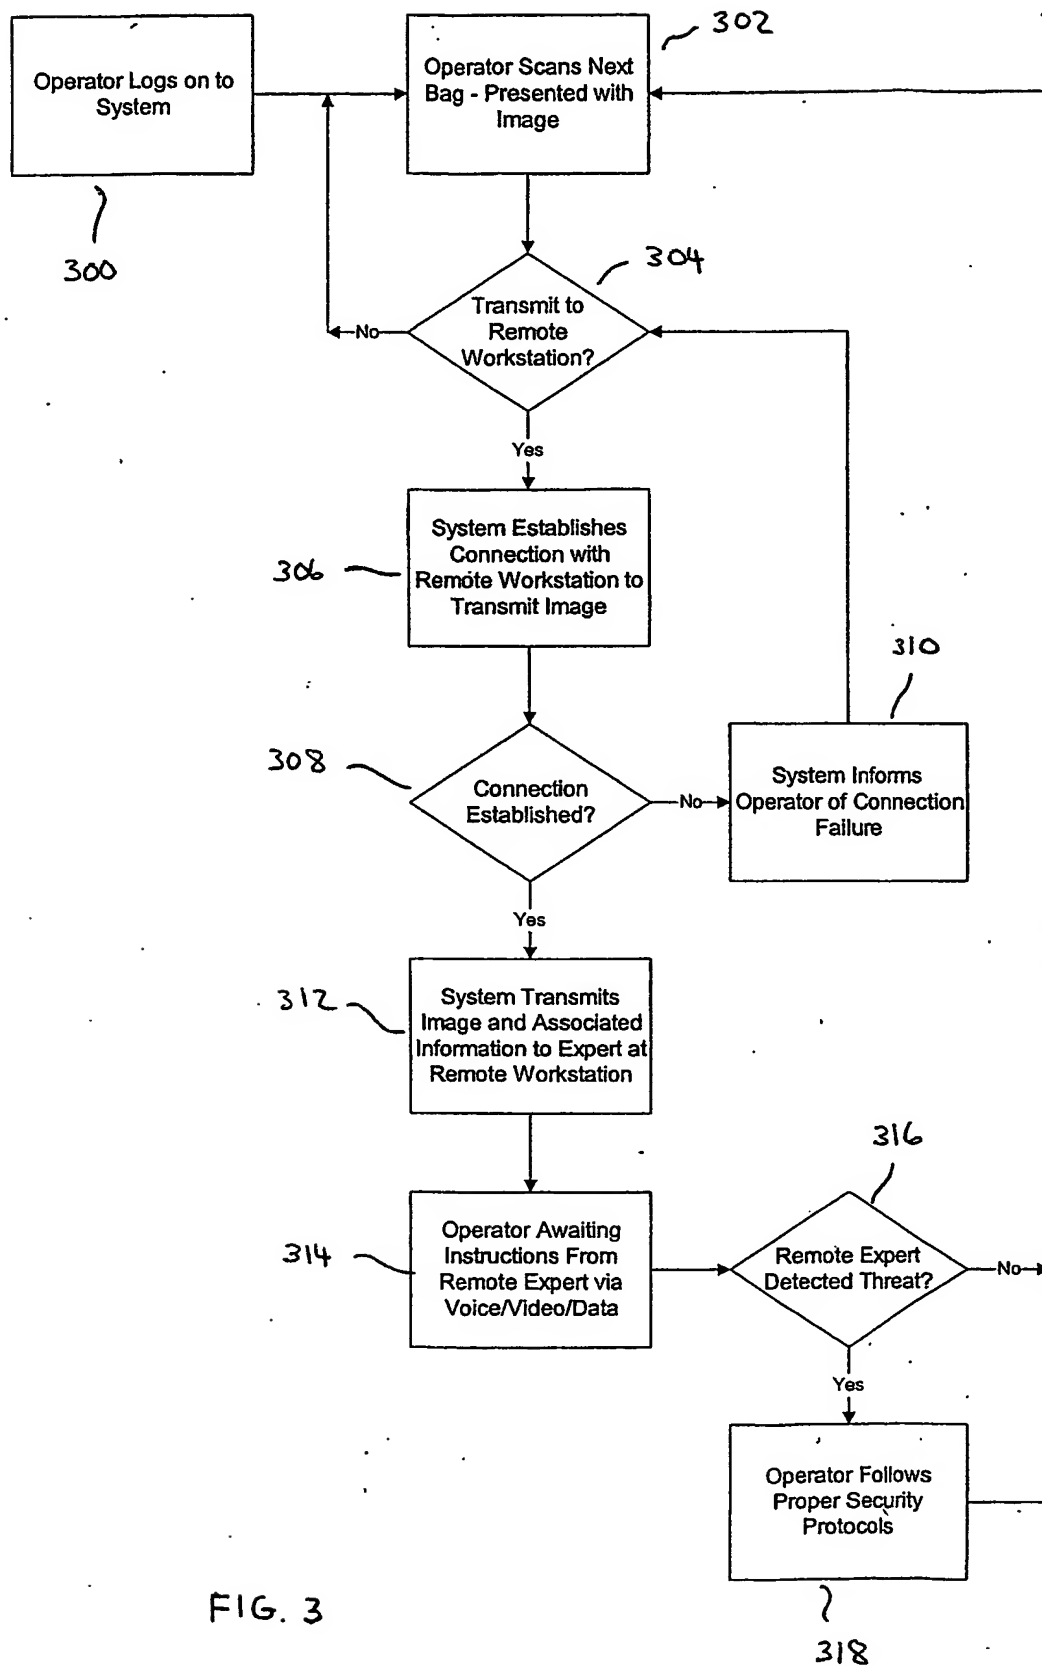 302
Operator Logs on to
System
Operator Scans Next
Bag - Presented with
Image
300
304
Transmit to
Remote
Workstation?
No
Yes
System Establishes
Connection with
Remote Workstation to
Transmit Image
306
310
308
Connection
Established?
No
System Informs
Operator of Connection
Failure
Yes
312
System Transmits
Image and Associated
Information to Expert at
Remote Workstation
316
314
Operator Awaiting
Instructions From
Remote Expert via
Voice/Video/Data
Remote Expert
Detected Threat?
No
Yes
Operator Follows
Proper Security
Protocols
FIG. 3
318